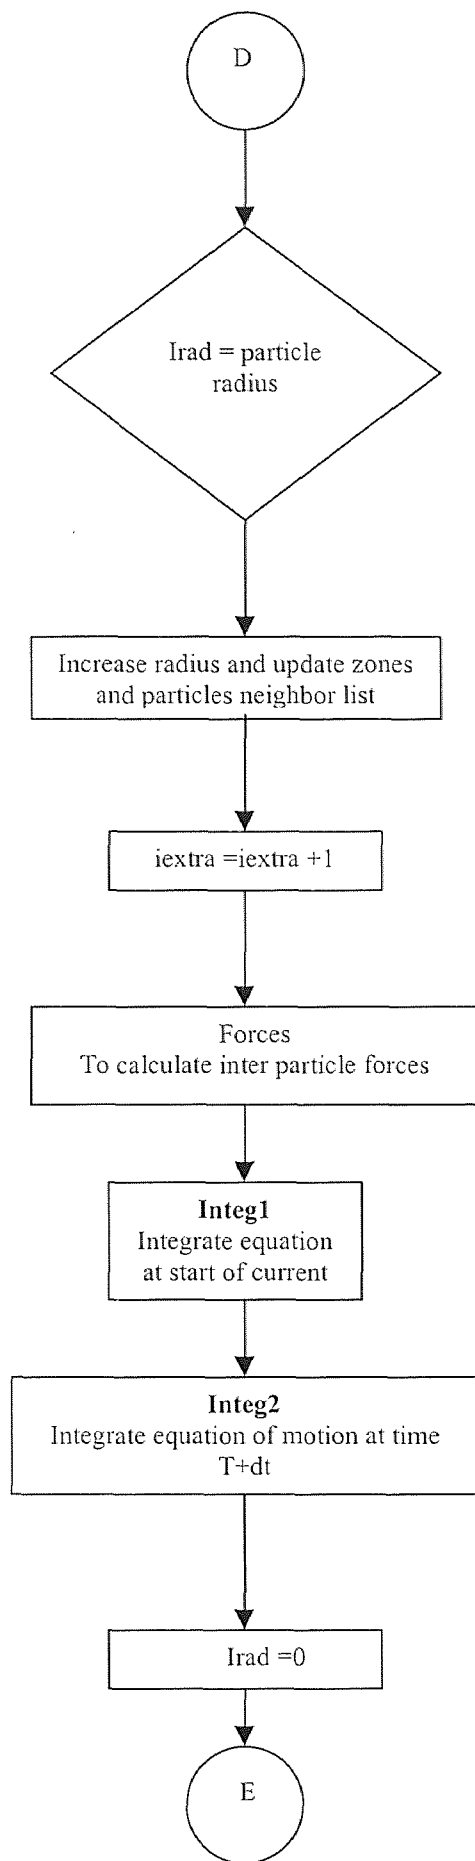 D
Irad = particle
radius
Increase radius and update zones
and particles neighbor list
iextra =iextra +1
Forces
To calculate inter particle forces
Integ1
Integrate equation
at start of current
Integ2
Integrate equation of motion at time
T+dt
Irad =0
E